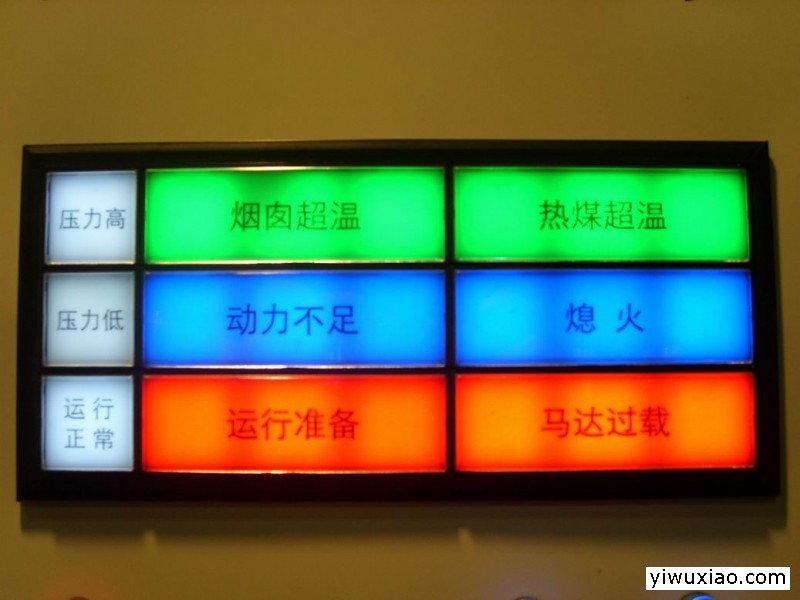 压力高 烟囱超温 热煤超温
压力低 动力不足 熄 火
运行
正常
运行准备 马达过载
yiwuxiao.com